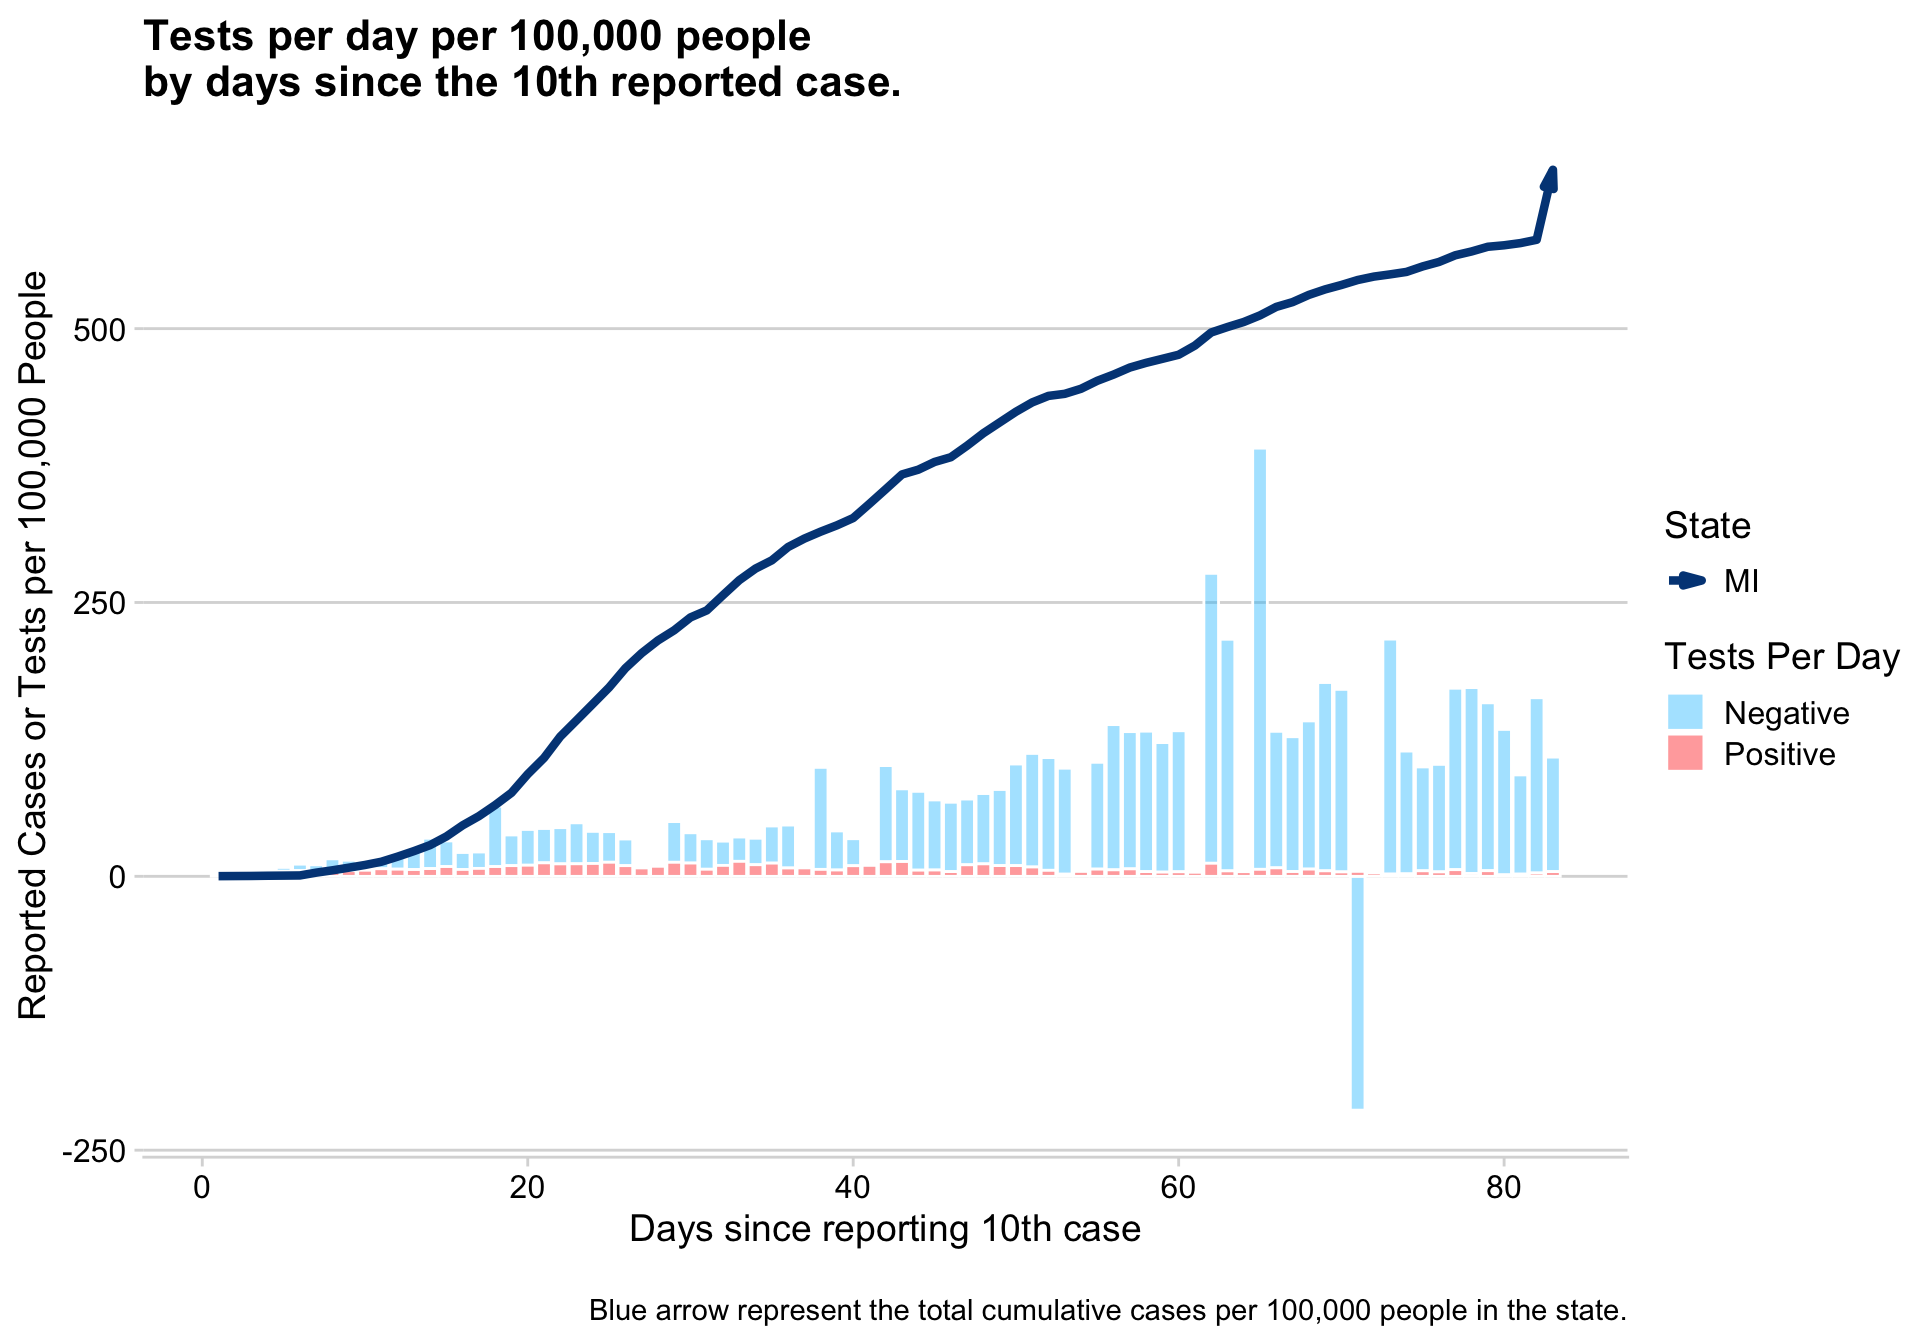 Tests per day per 100,000 people
by days since the 10th reported case.
Reported Cases or Tests per 100,000 People
500
250
0
-250
0
20
40
60
80
Days since reporting 10th case
State
MI
Tests Per Day
Negative
Positive
Blue arrow represent the total cumulative cases per 100,000 people in the state.